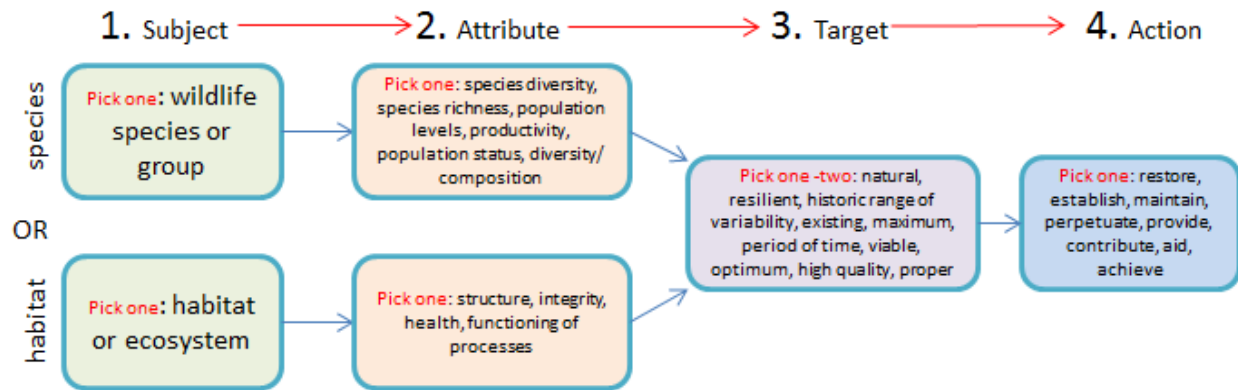 1. Subject
2. Attribute
3. Target
4. Action
species
Pick one: wildlife
species or
group
Pick one: species diversity,
species richness, population
levels, productivity,
population status, diversity/
composition
Pick one -two: natural,
resilient, historic range of
variability, existing, maximum,
period of time, viable,
optimum, high quality, proper
Pick one: restore,
establish, maintain,
perpetuate, provide,
contribute, aid,
achieve
OR
habitat
Pick one: habitat
or ecosystem
Pick one: structure, integrity,
health, functioning of
processes